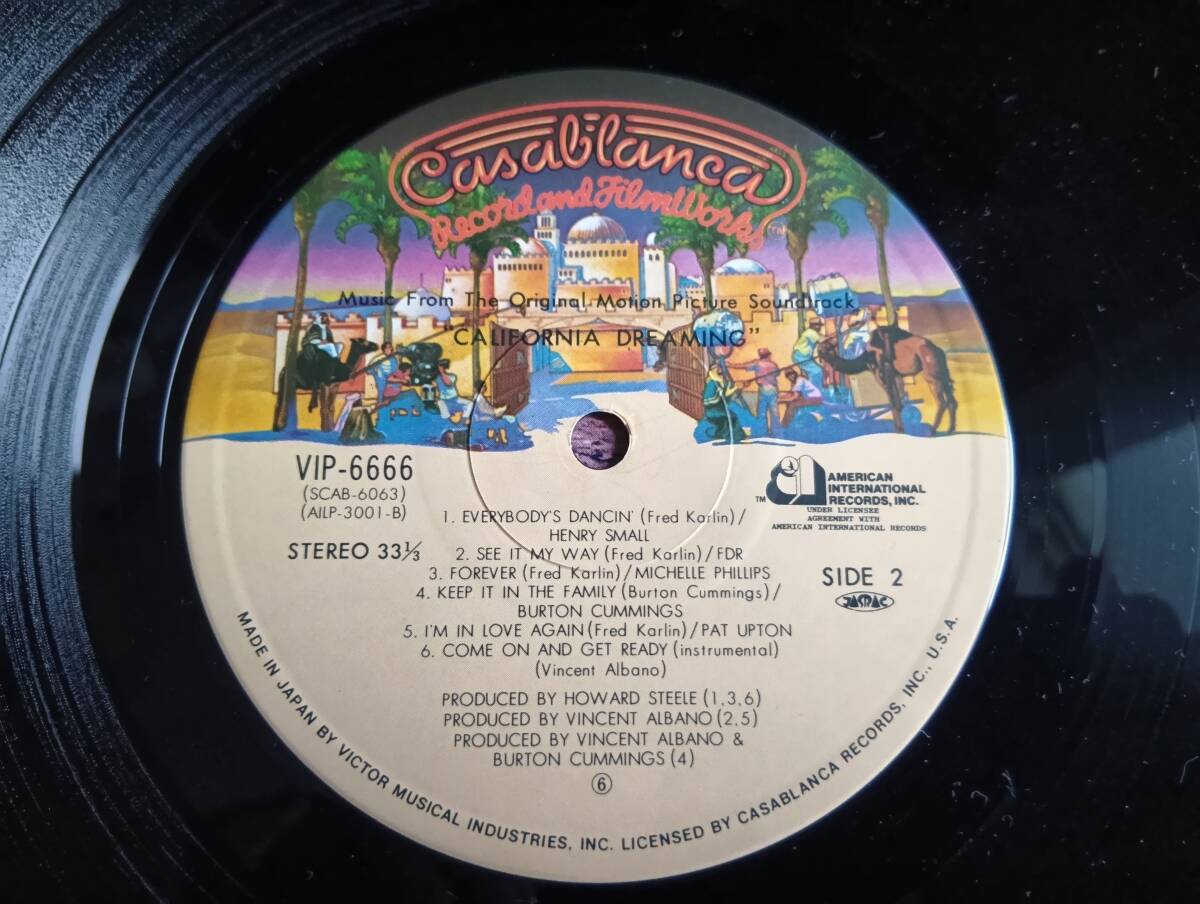 Casablanca
Record and FilmWorks TM
Music From The Original Motion Picture Soundtrack
"CALIFORNIA DREAMING"
VIP-6666
(SCAB-6063)
(AILP-3001-B)
STEREO 33⅓
TM
AMERICAN
INTERNATIONAL
RECORDS, INC.
UNDER LICENSEE
AGREEMENT WITH
AMERICAN INTERNATIONAL RECORDS
SIDE 2
JASRAC
1. EVERYBODY'S DANCIN' (Fred Karlin)/
HENRY SMALL
2. SEE IT MY WAY (Fred Karlin)/FDR
3. FOREVER (Fred Karlin)/MICHELLE PHILLIPS
4. KEEP IT IN THE FAMILY (Burton Cummings)/
BURTON CUMMINGS
5. I'M IN LOVE AGAIN (Fred Karlin)/PAT UPTON
6. COME ON AND GET READY (instrumental)
(Vincent Albano)
PRODUCED BY HOWARD STEELE (1,3,6)
PRODUCED BY VINCENT ALBANO (2,5)
PRODUCED BY VINCENT ALBANO &
BURTON CUMMINGS (4)
⑥
MADE IN JAPAN BY VICTOR MUSICAL INDUSTRIES, INC. LICENSED BY CASABLANCA RECORDS, INC., U.S.A.